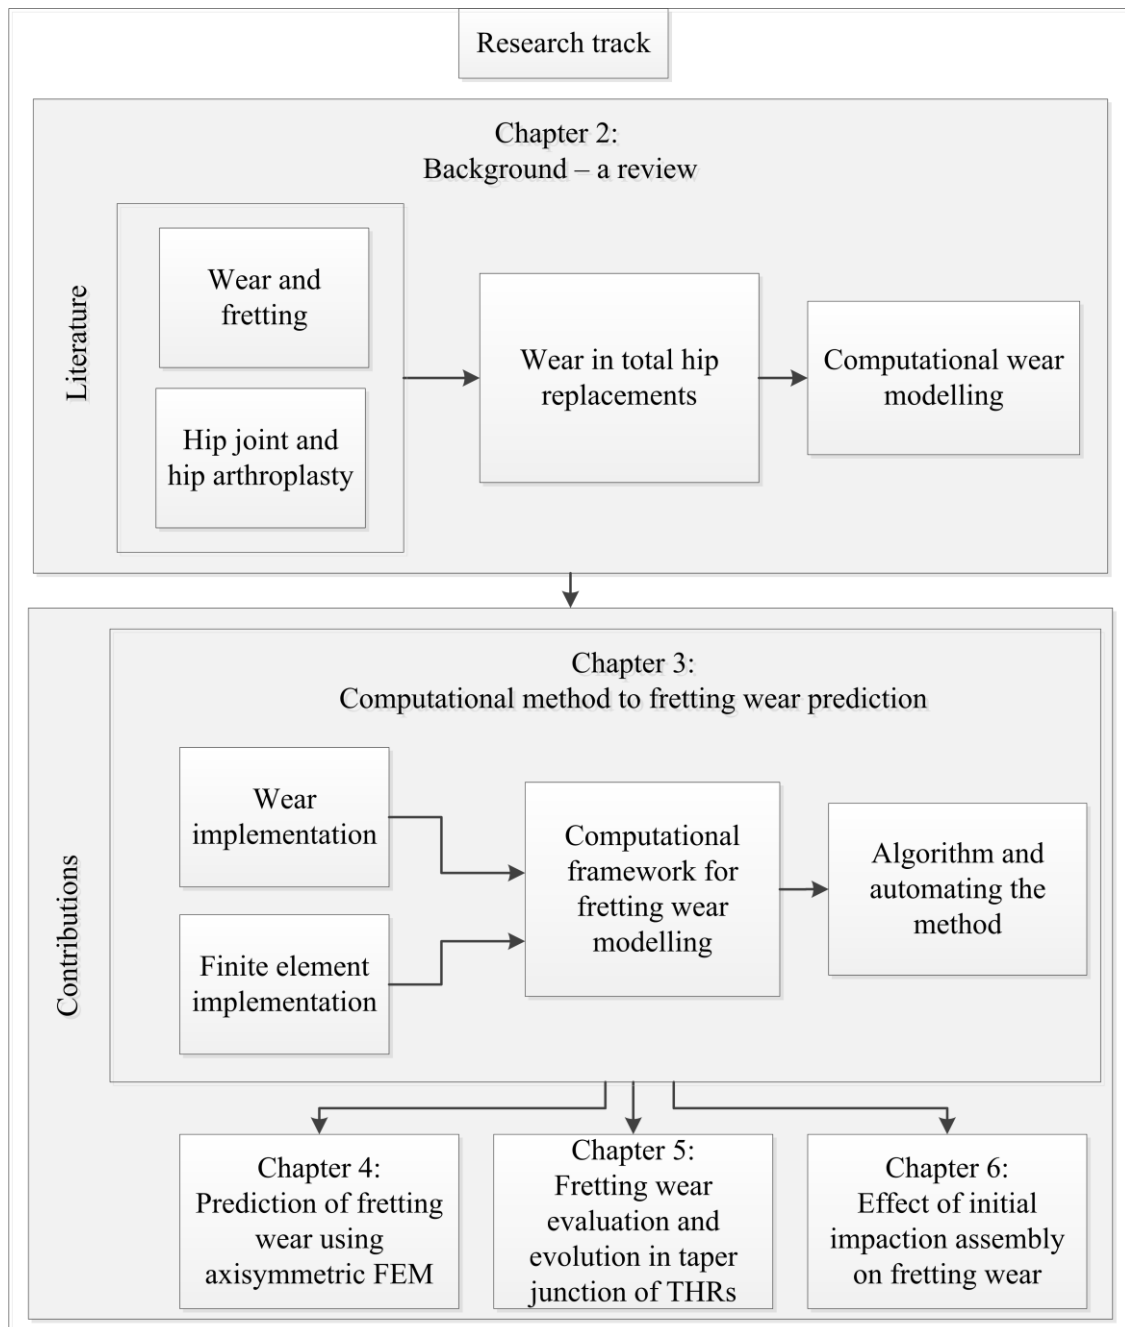 Research track
Chapter 2:
Background – a review
Literature
Wear and
fretting
Hip joint and
hip arthroplasty
Wear in total hip
replacements
Computational wear
modelling
Contributions
Chapter 3:
Computational method to fretting wear prediction
Wear
implementation
Finite element
implementation
Computational
framework for
fretting wear
modelling
Algorithm and
automating the
method
Chapter 4:
Prediction of fretting
wear using
axisymmetric FEM
Chapter 5:
Fretting wear
evaluation and
evolution in taper
junction of THRs
Chapter 6:
Effect of initial
impaction assembly
on fretting wear